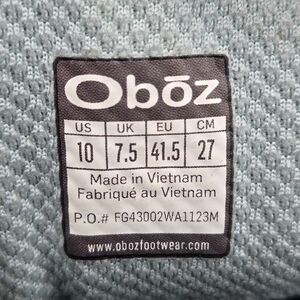 Obōz
US UK EU CM
10 7.5 41.5 27
Made in Vietnam
Fabriqué au Vietnam
P.O.# FG43002WA1123M
www.obozfootwear.com